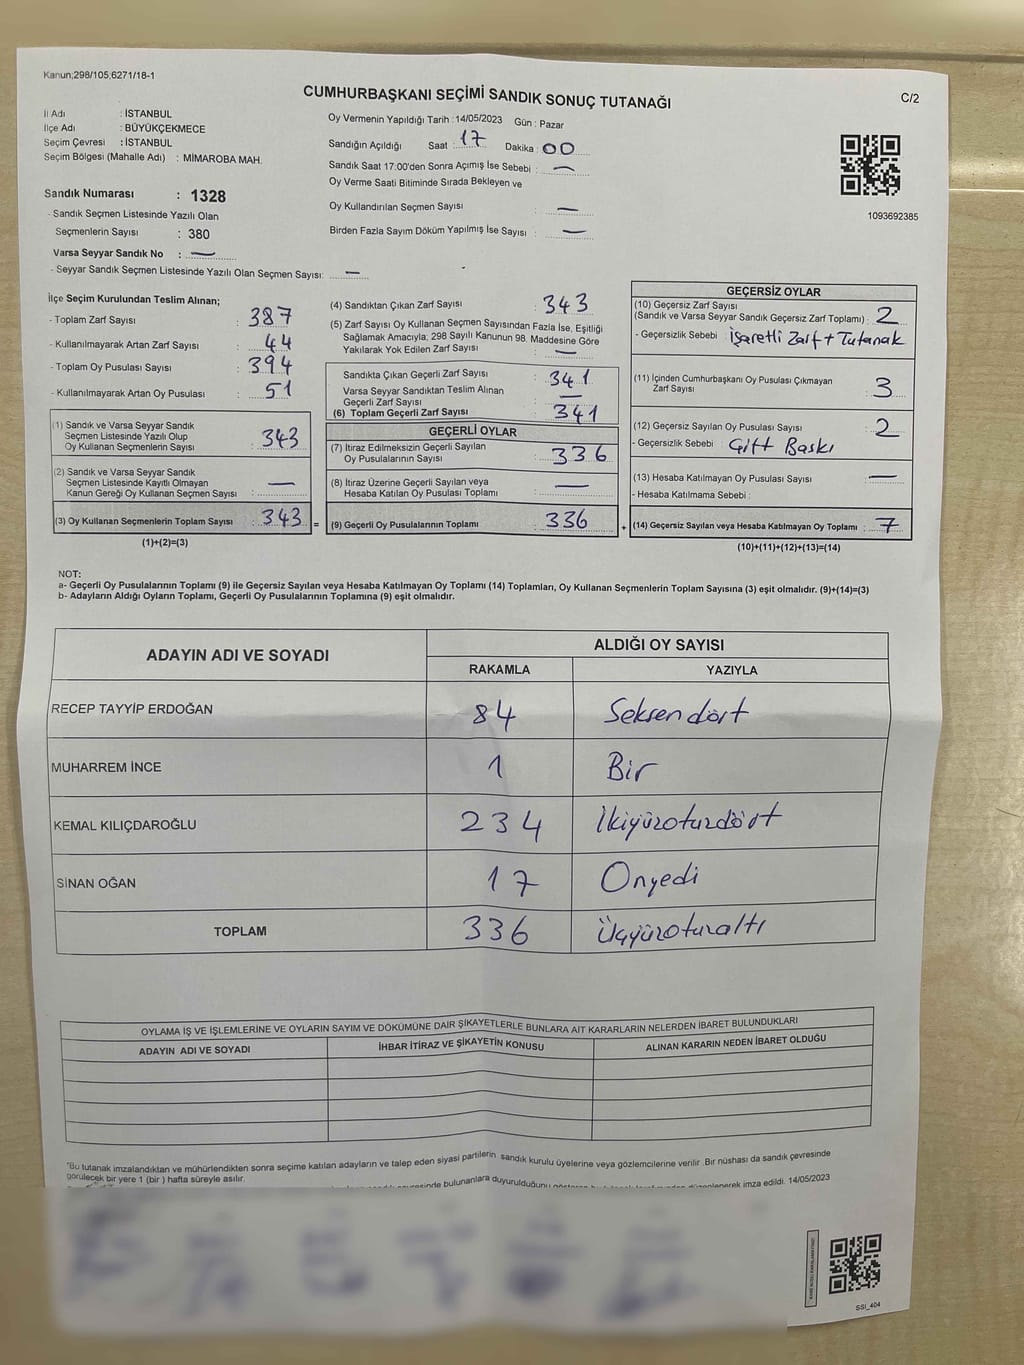 Kanun;298/105,6271/18-1
CUMHURBAŞKANI SEÇİMİ SANDIK SONUÇ TUTANAĞI
C/2
İl Adı : İSTANBUL
İlçe Adı : BÜYÜKÇEKMECE
Seçim Çevresi : İSTANBUL
Seçim Bölgesi (Mahalle Adı) : MİMAROBA MAH.
Sandık Numarası : 1328
- Sandık Seçmen Listesinde Yazılı Olan
Seçmenlerin Sayısı : 380
Varsa Seyyar Sandık No : —
- Seyyar Sandık Seçmen Listesinde Yazılı Olan Seçmen Sayısı: —
Oy Vermenin Yapıldığı Tarih : 14/05/2023 Gün : Pazar
Sandığın Açıldığı Saat : 17 Dakika : 00
Sandık Saat 17:00'den Sonra Açımış İse Sebebi : —
Oy Verme Saati Bitiminde Sırada Bekleyen ve
Oy Kullandırılan Seçmen Sayısı : —
Birden Fazla Sayım Döküm Yapılmış İse Sayısı : —
1093692385
İlçe Seçim Kurulundan Teslim Alınan;
- Toplam Zarf Sayısı : 387
- Kullanılmayarak Artan Zarf Sayısı : 44
- Toplam Oy Pusulası Sayısı : 394
- Kullanılmayarak Artan Oy Pusulası : 51
(1) Sandık ve Varsa Seyyar Sandık
Seçmen Listesinde Yazılı Olup
Oy Kullanan Seçmenlerin Sayısı : 343
(2) Sandık ve Varsa Seyyar Sandık
Seçmen Listesinde Kayıtlı Olmayan
Kanun Gereği Oy Kullanan Seçmen Sayısı : —
(3) Oy Kullanan Seçmenlerin Toplam Sayısı : 343 =
(1)+(2)=(3)
(4) Sandıktan Çıkan Zarf Sayısı : 343
(5) Zarf Sayısı Oy Kullanan Seçmen Sayısından Fazla İse, Eşitliği
Sağlamak Amacıyla; 298 Sayılı Kanunun 98. Maddesine Göre
Yakılarak Yok Edilen Zarf Sayısı : —
Sandıkta Çıkan Geçerli Zarf Sayısı : 341
Varsa Seyyar Sandıktan Teslim Alınan
Geçerli Zarf Sayısı : —
(6) Toplam Geçerli Zarf Sayısı : 341
GEÇERLİ OYLAR
(7) İtiraz Edilmeksizin Geçerli Sayılan
Oy Pusulalarının Sayısı : 336
(8) İtiraz Üzerine Geçerli Sayılan veya
Hesaba Katılan Oy Pusulası Toplamı : —
(9) Geçerli Oy Pusulalarının Toplamı : 336 +
GEÇERSİZ OYLAR
(10) Geçersiz Zarf Sayısı
(Sandık ve Varsa Seyyar Sandık Geçersiz Zarf Toplamı) : 2
- Geçersizlik Sebebi : İşaretli Zarf + Tutanak
(11) İçinden Cumhurbaşkanı Oy Pusulası Çıkmayan
Zarf Sayısı : 3
(12) Geçersiz Sayılan Oy Pusulası Sayısı : 2
- Geçersizlik Sebebi : Çift Baskı
(13) Hesaba Katılmayan Oy Pusulası Sayısı : —
- Hesaba Katılmama Sebebi :
(14) Geçersiz Sayılan veya Hesaba Katılmayan Oy Toplamı : 7
(10)+(11)+(12)+(13)=(14)
NOT:
a- Geçerli Oy Pusulalarının Toplamı (9) ile Geçersiz Sayılan veya Hesaba Katılmayan Oy Toplamı (14) Toplamları, Oy Kullanan Seçmenlerin Toplam Sayısına (3) eşit olmalıdır. (9)+(14)=(3)
b- Adayların Aldığı Oyların Toplamı, Geçerli Oy Pusulalarının Toplamına (9) eşit olmalıdır.
ADAYIN ADI VE SOYADI
ALDIĞI OY SAYISI
RAKAMLA YAZIYLA
RECEP TAYYİP ERDOĞAN 84 Seksendört
MUHARREM İNCE 1 Bir
KEMAL KILIÇDAROĞLU 234 İkiyüzotuzdört
SİNAN OĞAN 17 Onyedi
TOPLAM 336 Üçyüzotuzaltı
OYLAMA İŞ VE İŞLEMLERİNE VE OYLARIN SAYIM VE DÖKÜMÜNE DAİR ŞİKAYETLERLE BUNLARA AİT KARARLARIN NELERDEN İBARET BULUNDUKLARI
ADAYIN ADI VE SOYADI İHBAR İTİRAZ VE ŞİKAYETİN KONUSU ALINAN KARARIN NEDEN İBARET OLDUĞU
"Bu tutanak imzalandıktan ve mühürlendikten sonra seçime katılan adayların ve talep eden siyasi partilerin sandık kurulu üyelerine veya gözlemcilerine verilir .Bir nüshası da sandık çevresinde
görülecek bir yere 1 (bir ) hafta süreyle asılır.
bulunanlara duyurulduğunu imza edildi. 14/05/2023
SSİ_404